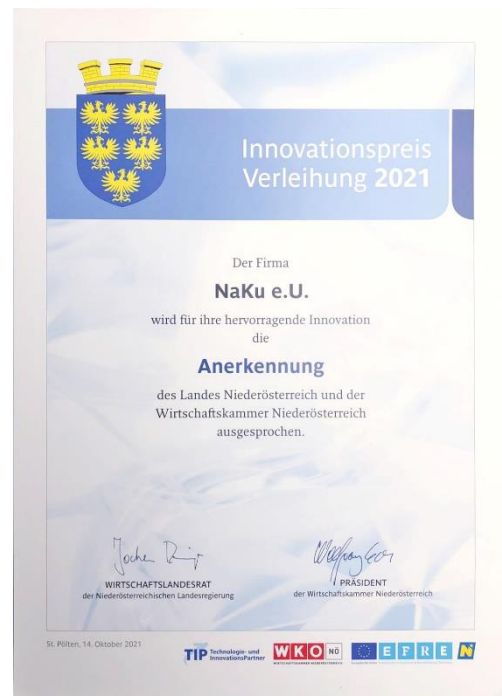 Innovationspreis
Verleihung 2021
Der Firma
NaKu e.U.
wird für ihre hervorragende Innovation
die
Anerkennung
des Landes Niederösterreich und der
Wirtschaftskammer Niederösterreich
ausgesprochen.
WIRTSCHAFTSLANDESRAT
der Niederösterreichischen Landesregierung
PRÄSIDENT
der Wirtschaftskammer Niederösterreich
St. Pölten, 14. Oktober 2021
TIP Technologie- und
InnovationsPartner
WKO NÖ
WIRTSCHAFTSKAMMER NIEDERÖSTERREICH
EFRE
N